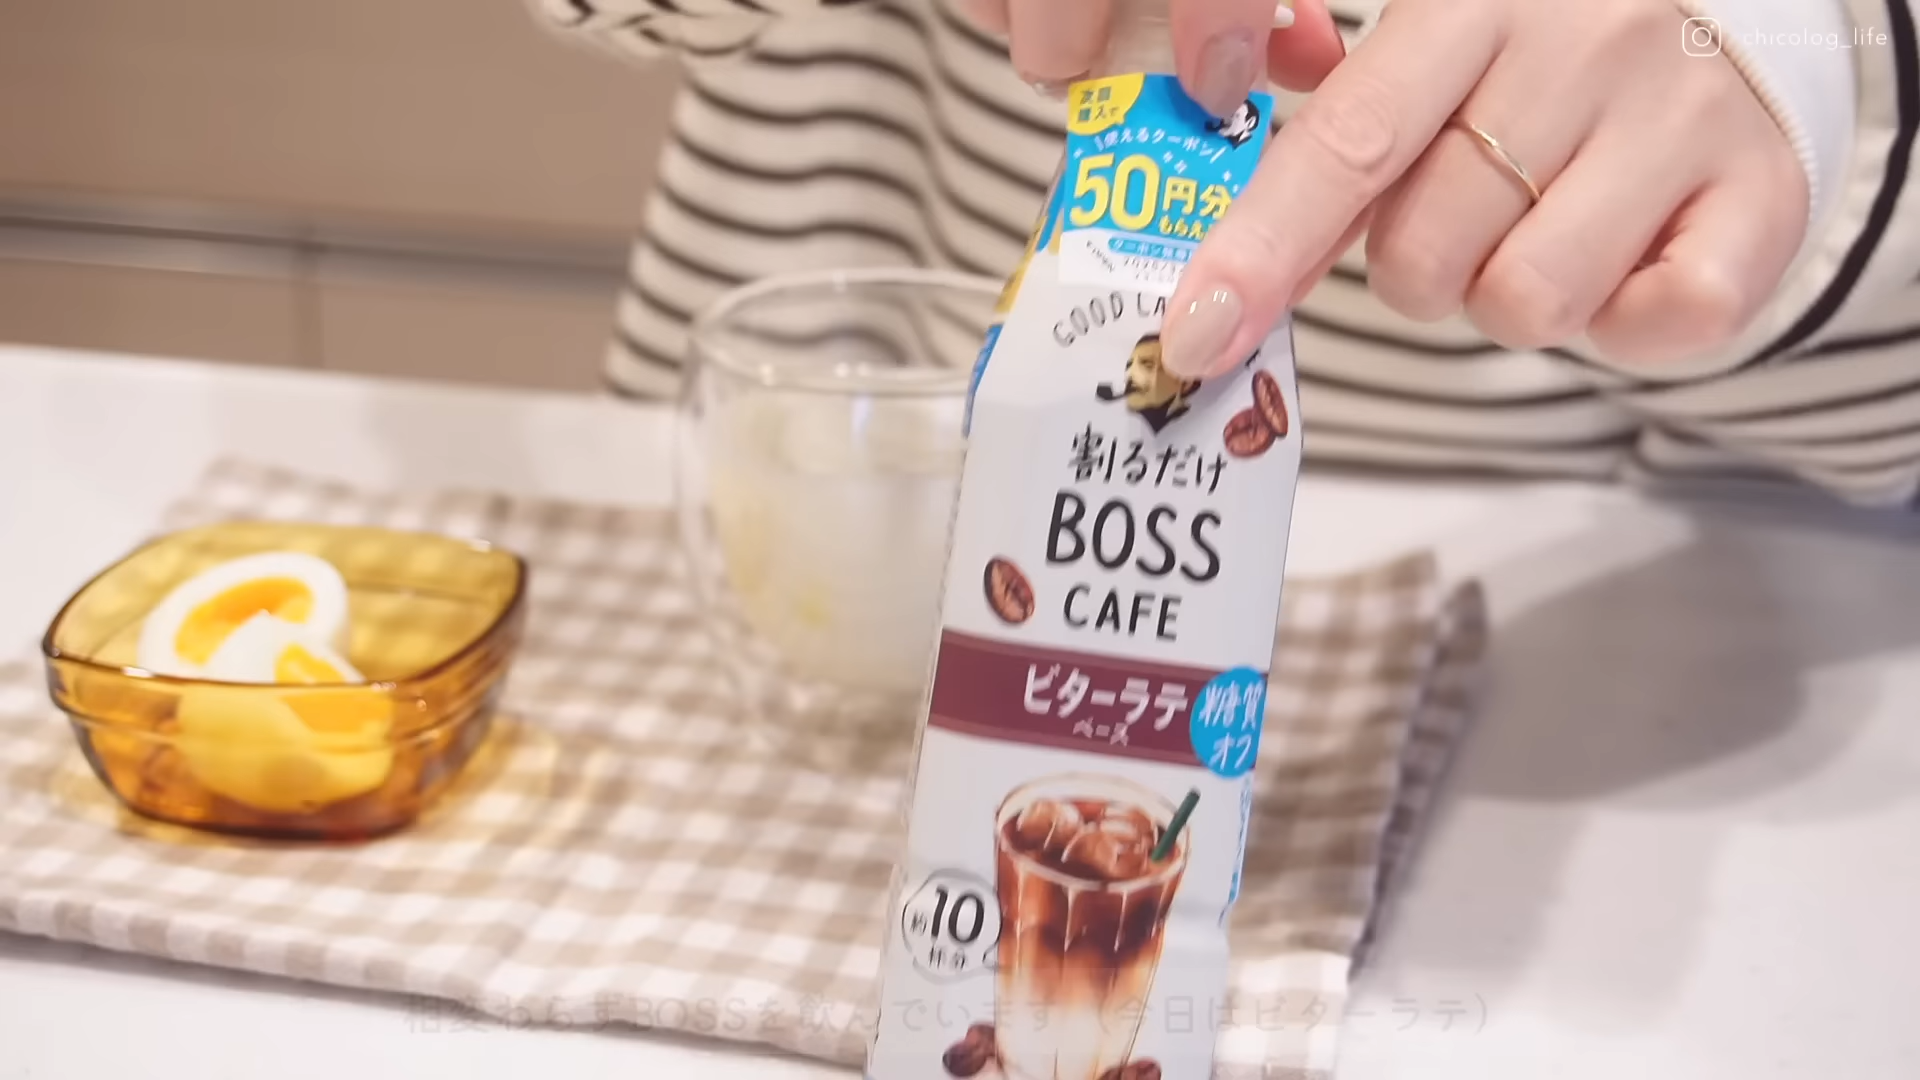 chicolog_life
次回
購入で
使えるクーポン
50円分
もらえ
GOOD LA
割るだけ
BOSS
CAFE
ビターラテ
ベース
糖質
オフ
約10
杯分
相変わらずBOSSを飲んでいます（今日はビターラテ）